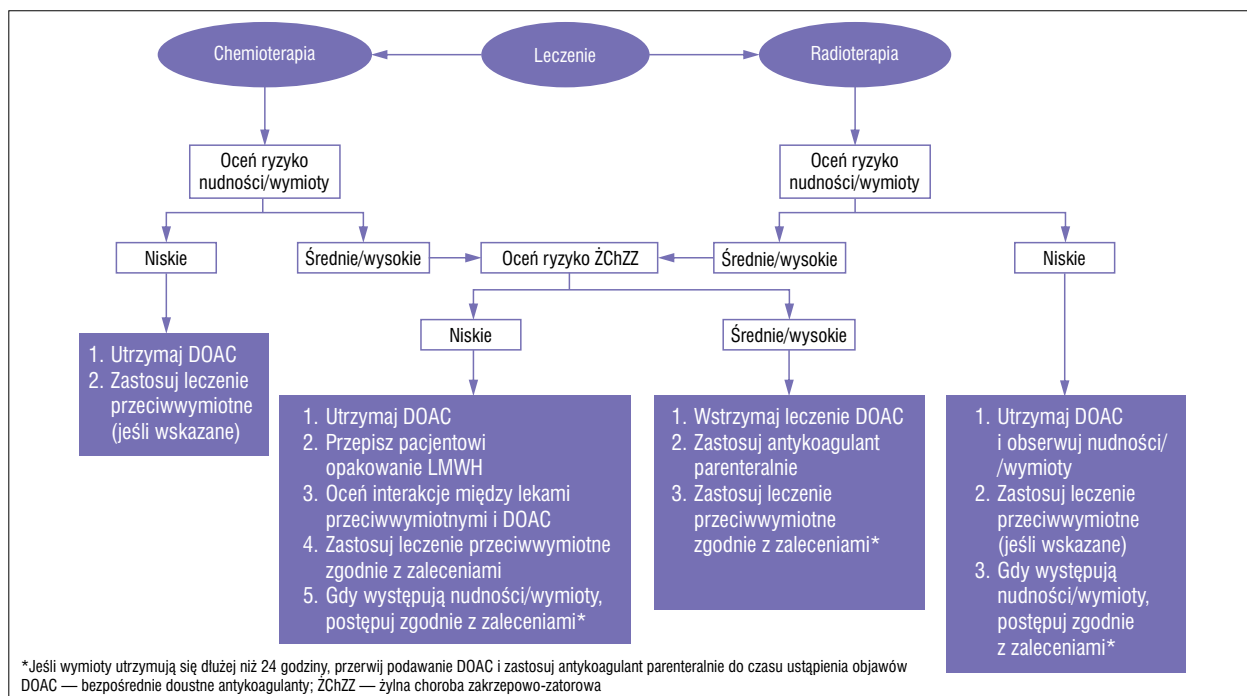 Chemioterapia
Leczenie
Radioterapia
Oceń ryzyko
nudności/wymioty
Oceń ryzyko
nudności/wymioty
Niskie
Średnie/wysokie
Oceń ryzyko ŻChZZ
Średnie/wysokie
Niskie
Niskie
Średnie/wysokie
1. Utrzymaj DOAC
2. Zastosuj leczenie
przeciwwymiotne
(jeśli wskazane)
1. Utrzymaj DOAC
2. Przepisz pacjentowi
opakowanie LMWH
3. Oceń interakcje między lekami
przeciwwymiotnymi i DOAC
4. Zastosuj leczenie przeciwwymiotne
zgodnie z zaleceniami
5. Gdy występują nudności/wymioty,
postępuj zgodnie z zaleceniami*
1. Wstrzymaj leczenie DOAC
2. Zastosuj antykoagulant
parenteralnie
3. Zastosuj leczenie
przeciwwymiotne
zgodnie z zaleceniami*
1. Utrzymaj DOAC
i obserwuj nudności/
/wymioty
2. Zastosuj leczenie
przeciwwymiotne
(jeśli wskazane)
3. Gdy występują
nudności/wymioty,
postępuj zgodnie
z zaleceniami*
*Jeśli wymioty utrzymują się dłużej niż 24 godziny, przerwij podawanie DOAC i zastosuj antykoagulant parenteralnie do czasu ustąpienia objawów
DOAC — bezpośrednie doustne antykoagulanty; ŻChZZ — żylna choroba zakrzepowo-zatorowa